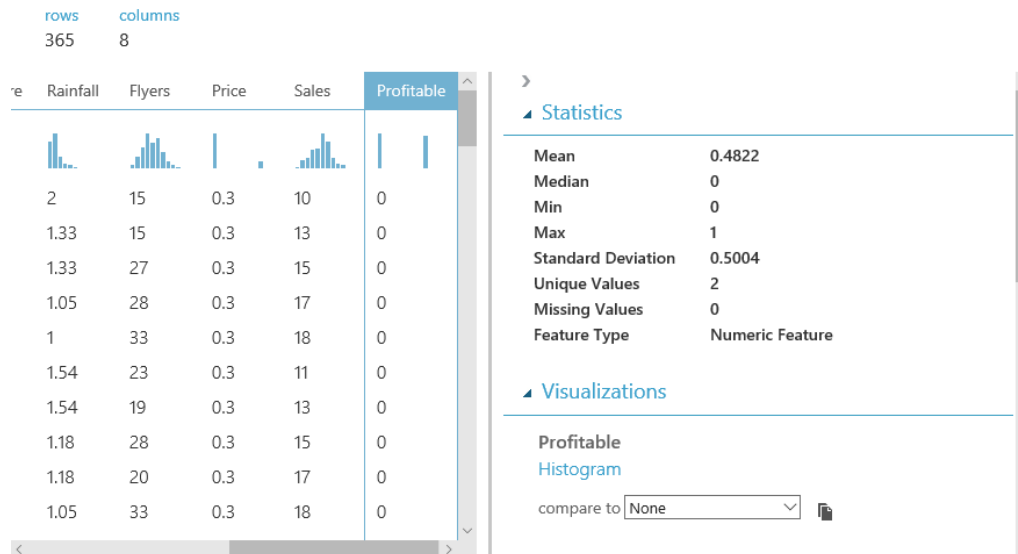 rows columns
365 8
re Rainfall Flyers Price Sales Profitable
2 15 0.3 10 0
1.33 15 0.3 13 0
1.33 27 0.3 15 0
1.05 28 0.3 17 0
1 33 0.3 18 0
1.54 23 0.3 11 0
1.54 19 0.3 13 0
1.18 28 0.3 15 0
1.18 20 0.3 17 0
1.05 33 0.3 18 0
Statistics
Mean 0.4822
Median 0
Min 0
Max 1
Standard Deviation 0.5004
Unique Values 2
Missing Values 0
Feature Type Numeric Feature
Visualizations
Profitable
Histogram
compare to None